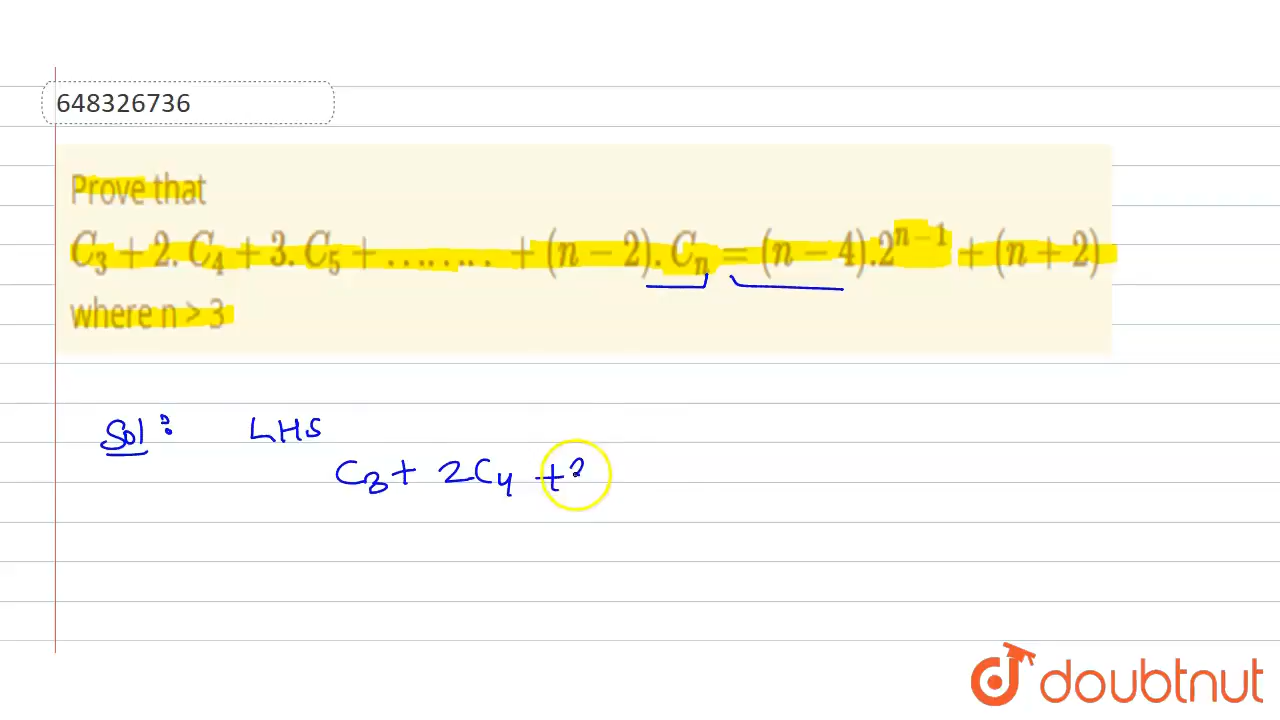 648326736
Prove that
C₃ + 2. C₄ + 3. C₅ + ........ + (n − 2). Cₙ = (n − 4).2ⁿ⁻¹ + (n + 2)
where n > 3
Sol : LHS
C₃ + 2C₄ +
doubtnut